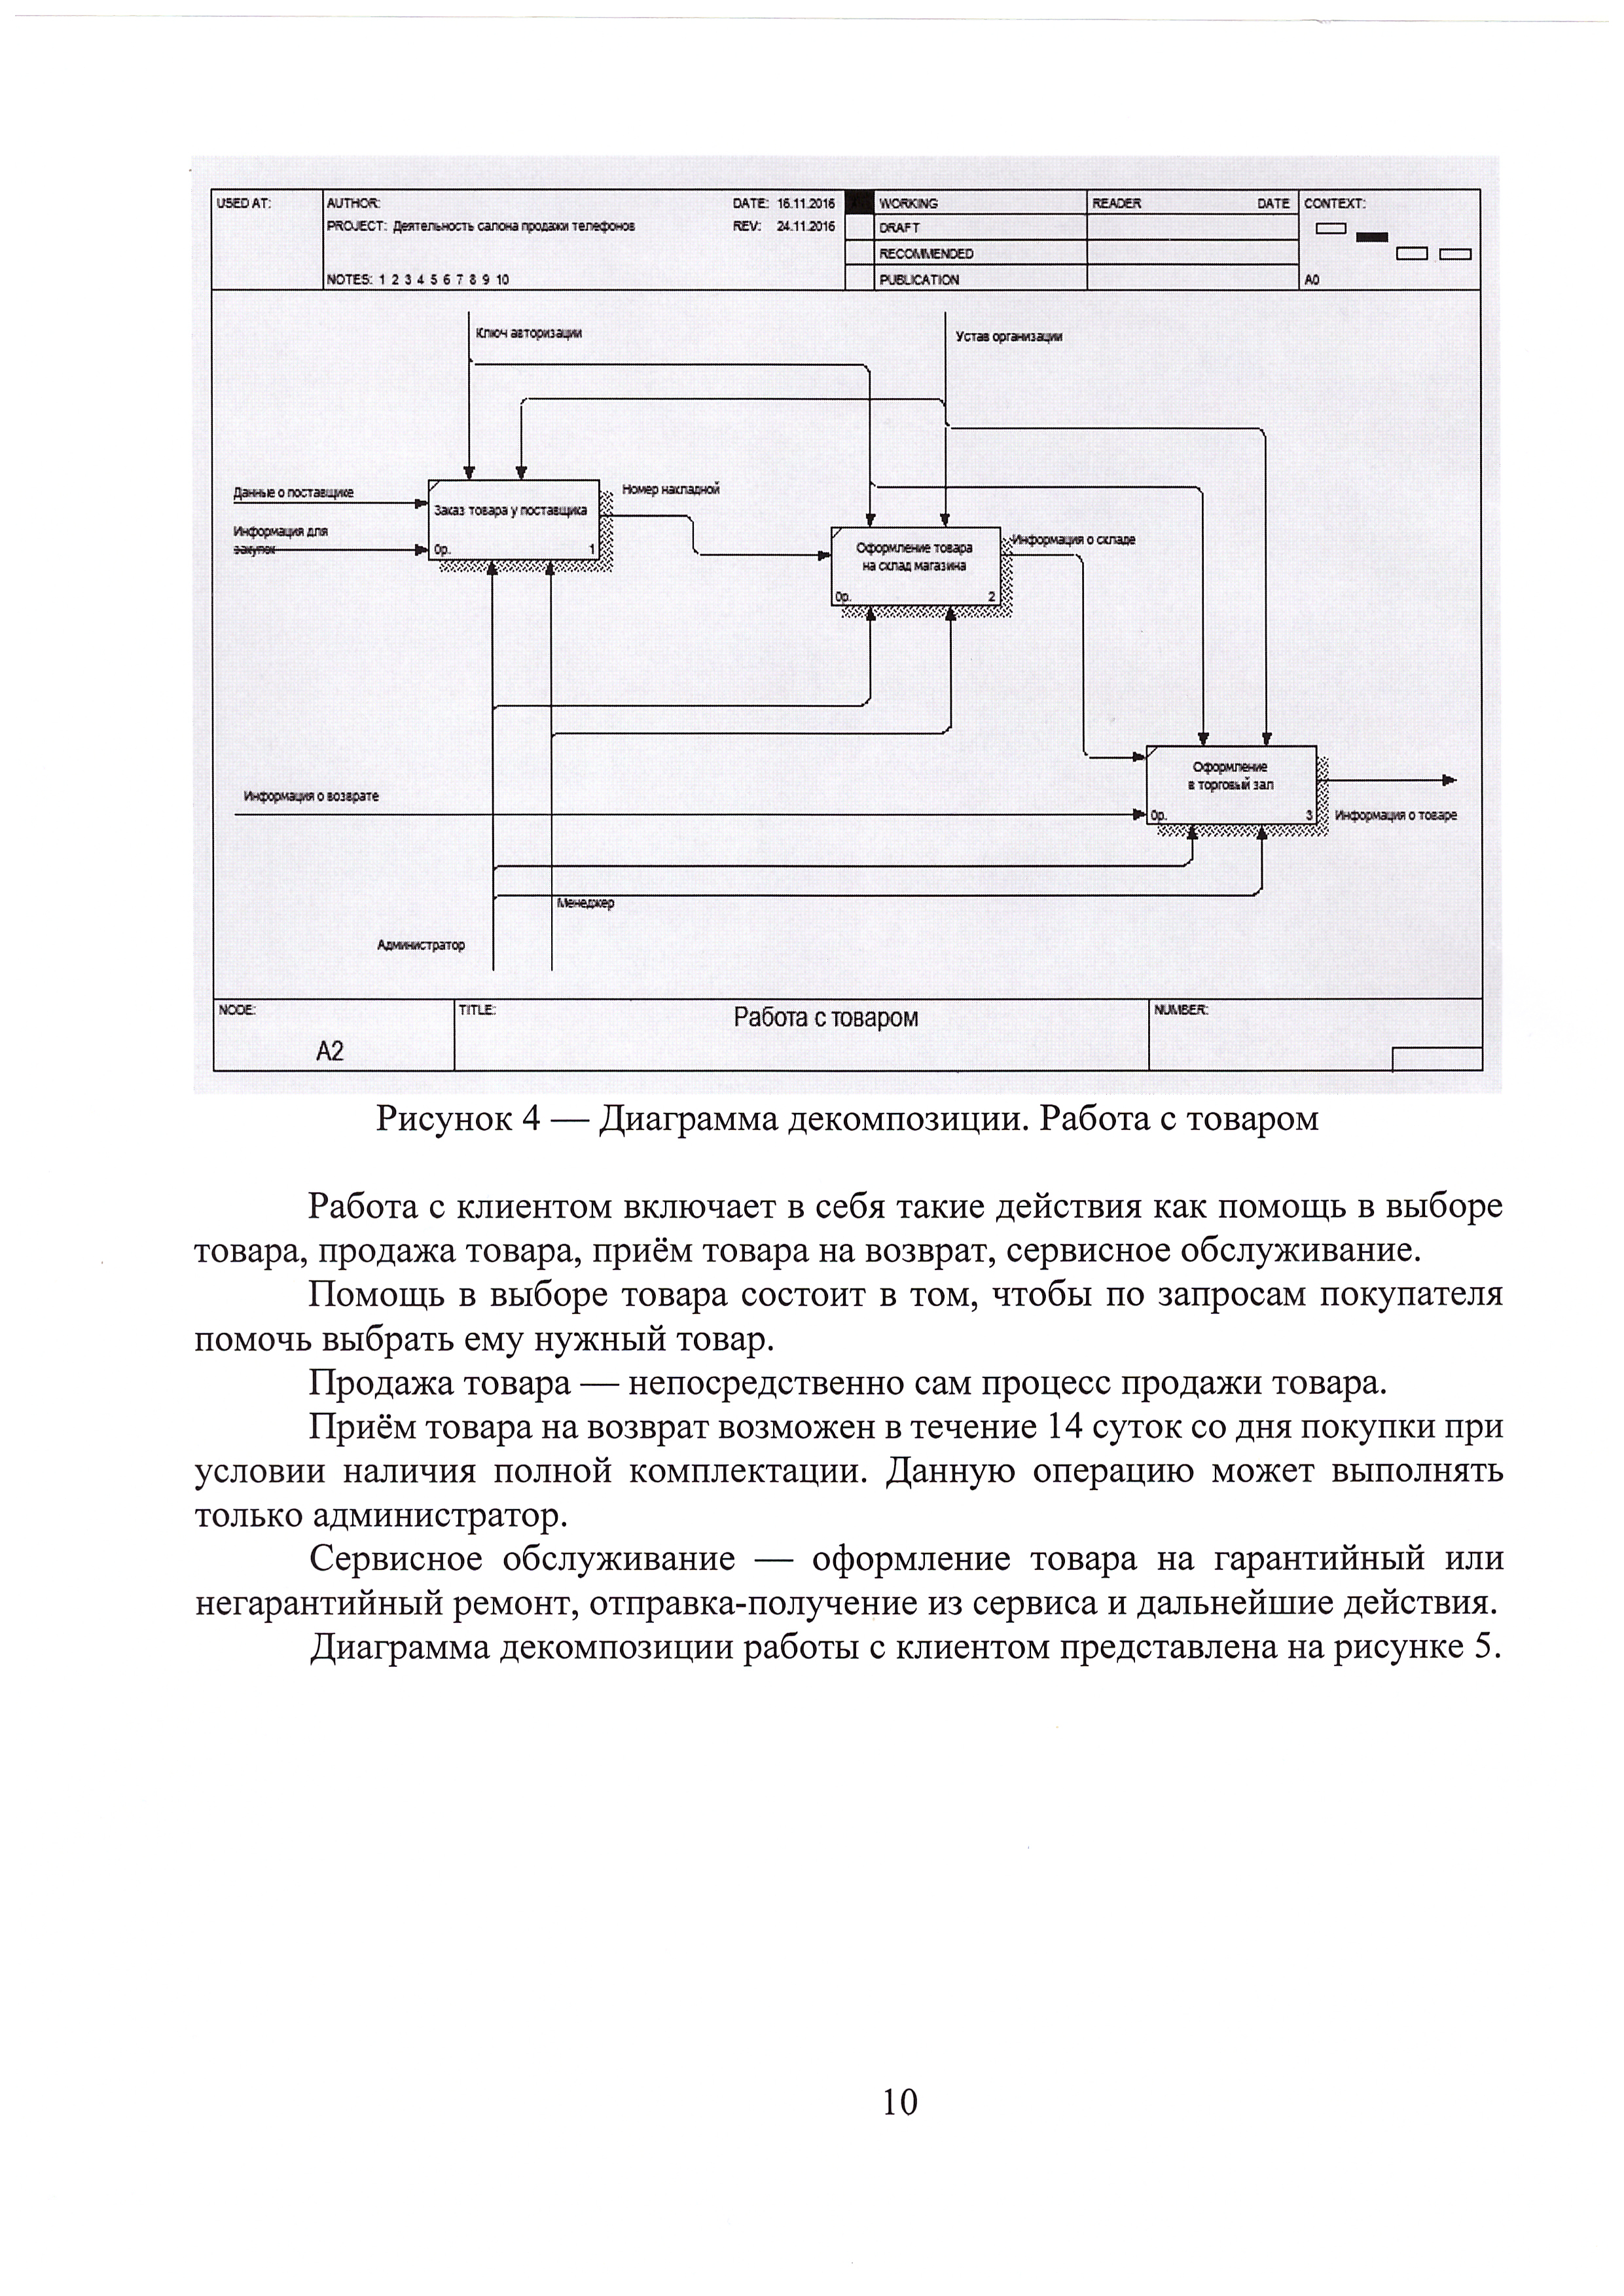 USED AT:
AUTHOR:
DATE: 16.11.2016
WORKING
READER
DATE
CONTEXT:
PROJECT: Деятельность салона продажи телефонов
REV: 24.11.2016
DRAFT
RECOMMENDED
NOTES: 1 2 3 4 5 6 7 8 9 10
PUBLICATION
A0
Ключ авторизации
Устав организации
Данные о поставщике
Номер накладной
Заказ товара у поставщика
Информация для
закупок
0р.
1
Информация о складе
Оформление товара
на склад магазина
0р.
2
Оформление
в торговый зал
Информация о возврате
0р.
3
Информация о товаре
Менеджер
Администратор
NODE:
A2
TITLE:
Работа с товаром
NUMBER:
Рисунок 4 — Диаграмма декомпозиции. Работа с товаром
Работа с клиентом включает в себя такие действия как помощь в выборе
товара, продажа товара, приём товара на возврат, сервисное обслуживание.
Помощь в выборе товара состоит в том, чтобы по запросам покупателя
помочь выбрать ему нужный товар.
Продажа товара — непосредственно сам процесс продажи товара.
Приём товара на возврат возможен в течение 14 суток со дня покупки при
условии наличия полной комплектации. Данную операцию может выполнять
только администратор.
Сервисное обслуживание — оформление товара на гарантийный или
негарантийный ремонт, отправка-получение из сервиса и дальнейшие действия.
Диаграмма декомпозиции работы с клиентом представлена на рисунке 5.
10